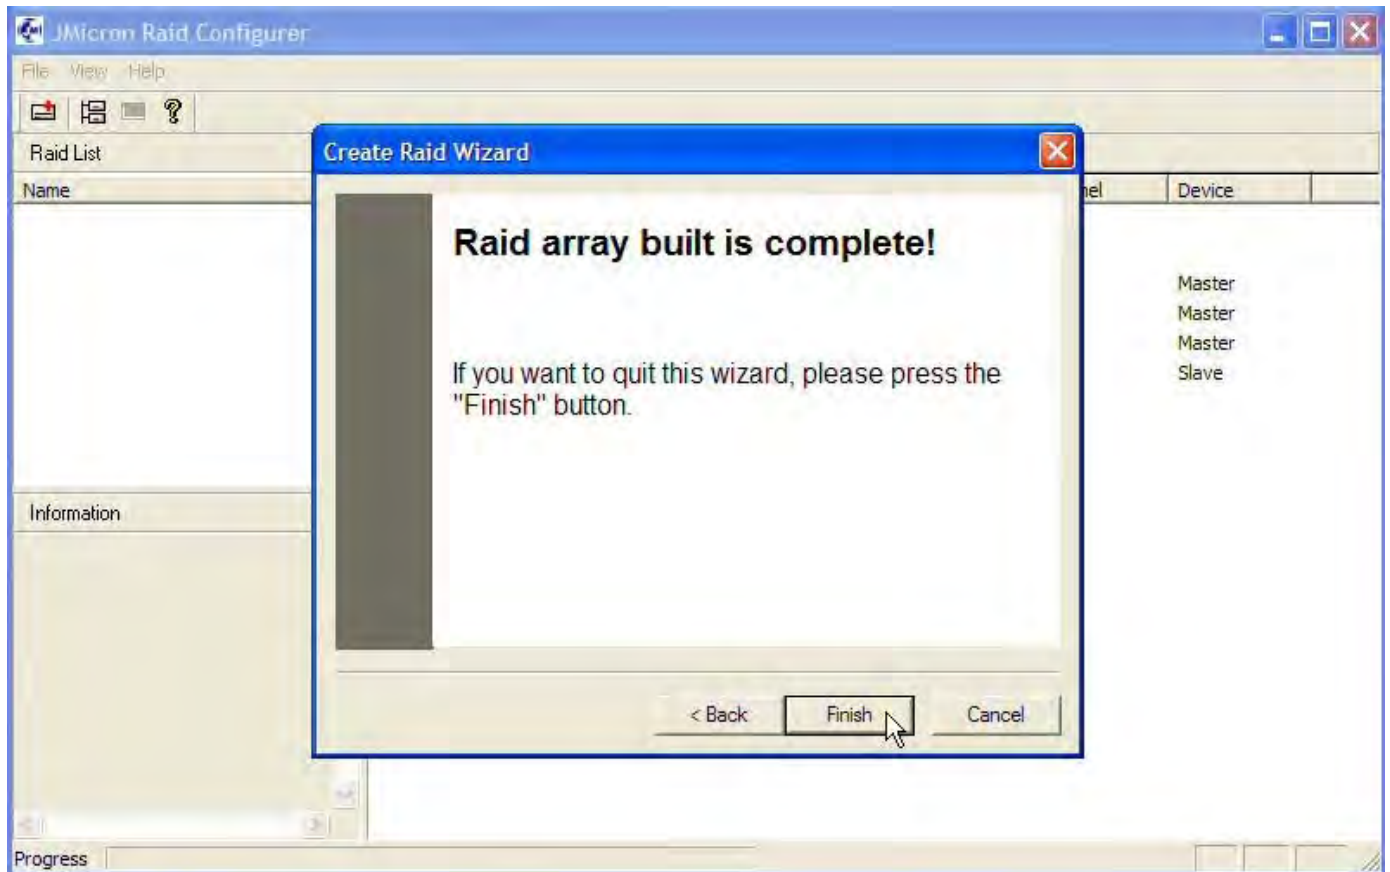 JMicron Raid Configurer
File View Help
Raid List
Name
nel Device
Create Raid Wizard
Raid array built is complete!
If you want to quit this wizard, please press the
"Finish" button.
Master
Master
Master
Slave
Information
< Back Finish Cancel
Progress